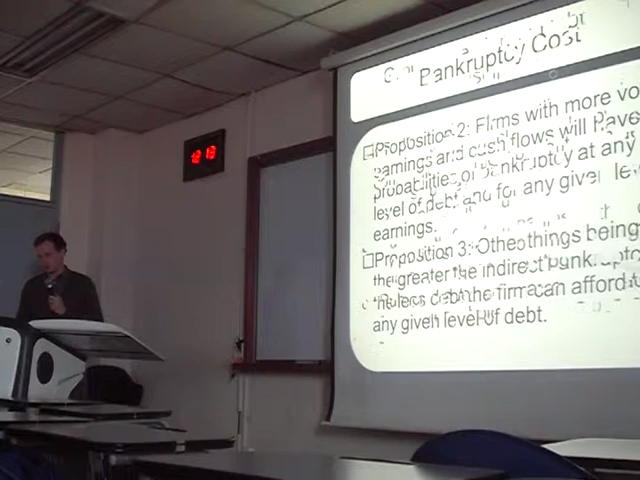 Bankruptcy Cost
Proposition 2: Firms with more
earnings and cash flows will have
probabilities of bankruptcy at any
level of debt and for any given
earnings.
Proposition 3: Other things being
the greater the indirect
the less debt the firm can afford
any given level of debt.